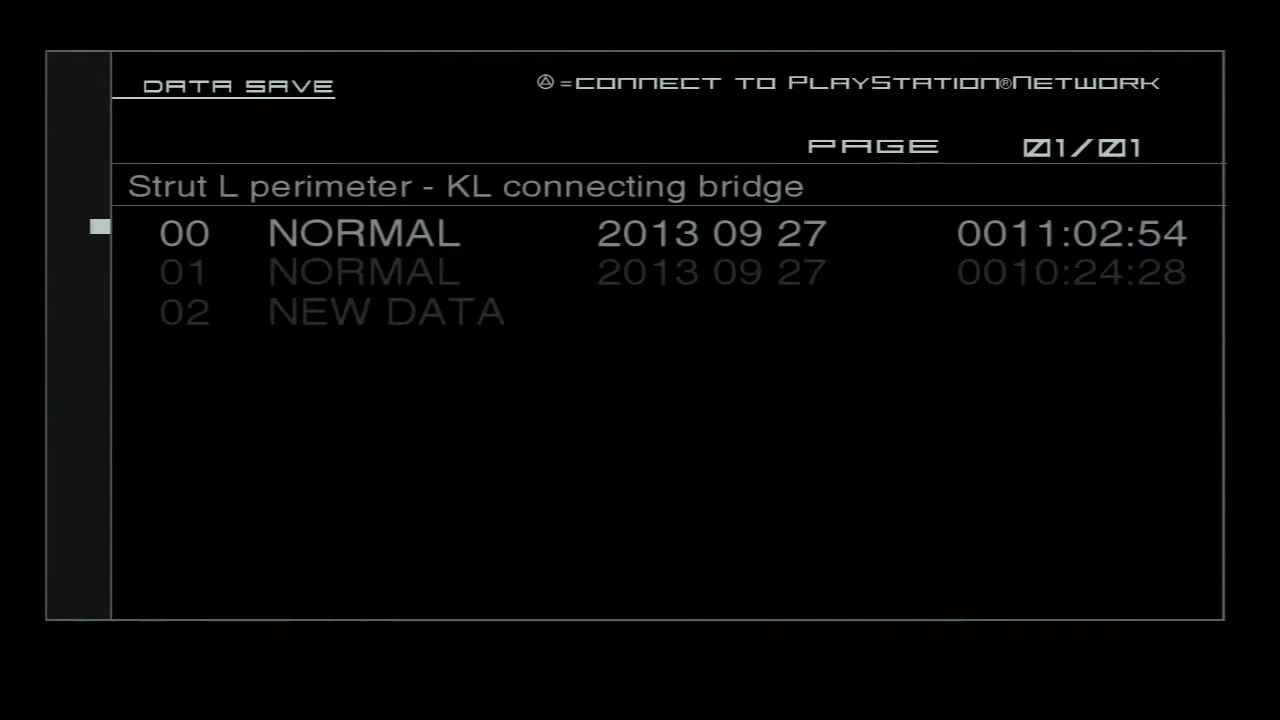 DATA SAVE
Ⓐ=CONNECT TO PLAYSTATION®NETWORK
PAGE 01/01
Strut L perimeter - KL connecting bridge
00 NORMAL 2013 09 27 0011:02:54
01 NORMAL 2013 09 27 0010:24:28
02 NEW DATA